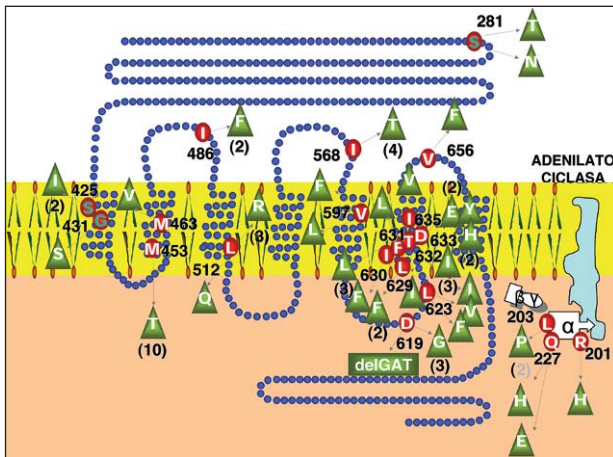 281
S
T
N
I
486
F
(2)
568
I
T
(4)
F
V
656
ADENILATO
CICLASA
I
(2)
425
S
G
431
V
M
463
M
453
S
R
(3)
L
512
Q
T
(10)
F
L
597
V
L
V
(2)
E
Y
H
(2)
I
635
631
F
T
D
633
632
I
630
L
629
L
(3)
F
F
(2)
I
(3)
I
L
623
I
V
F
D
619
G
(3)
delGAT
β
γ
203
L
α
P
(2)
Q
227
R
201
H
H
E